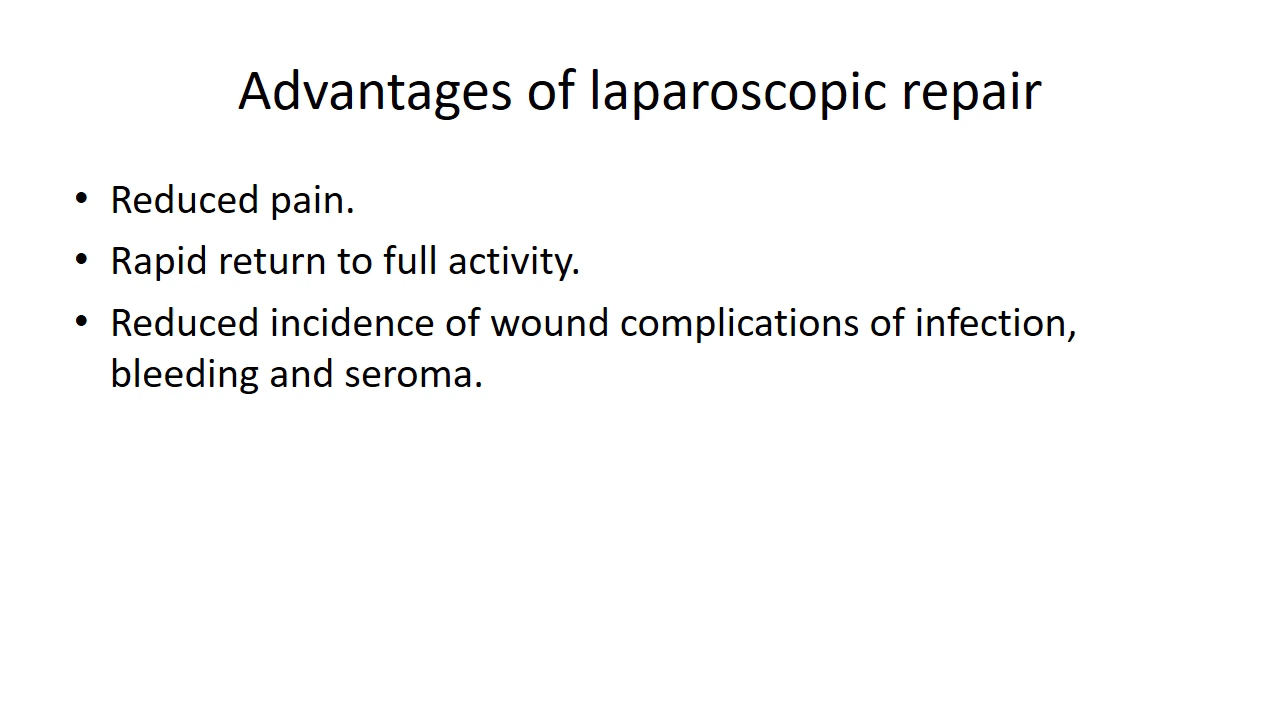 Advantages of laparoscopic repair
• Reduced pain.
• Rapid return to full activity.
• Reduced incidence of wound complications of infection,
bleeding and seroma.